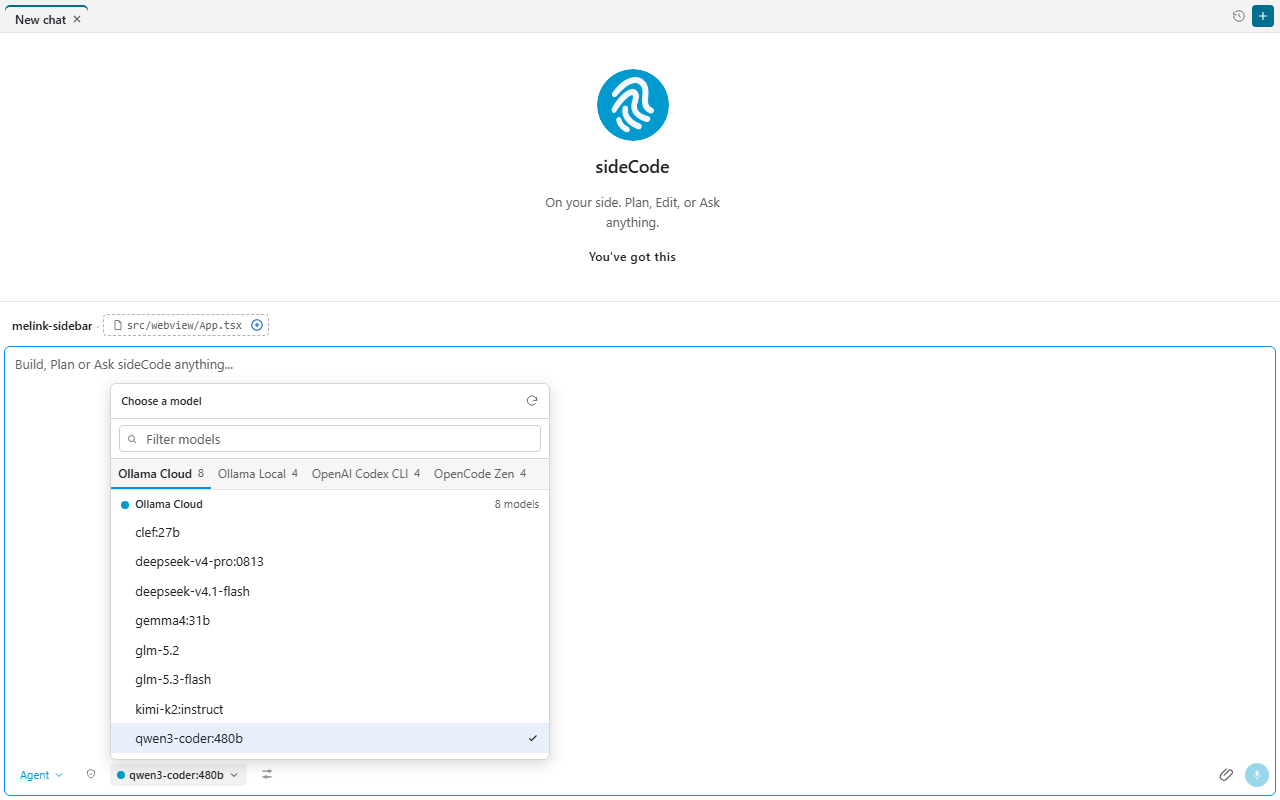 New chat
sideCode
On your side. Plan, Edit, or Ask
anything.
You've got this
melink-sidebar · src/webview/App.tsx
Build, Plan or Ask sideCode anything...
Choose a model
Filter models
Ollama Cloud 8 Ollama Local 4 OpenAI Codex CLI 4 OpenCode Zen 4
Ollama Cloud 8 models
clef:27b
deepseek-v4-pro:0813
deepseek-v4.1-flash
gemma4:31b
glm-5.2
glm-5.3-flash
kimi-k2:instruct
qwen3-coder:480b
Agent qwen3-coder:480b